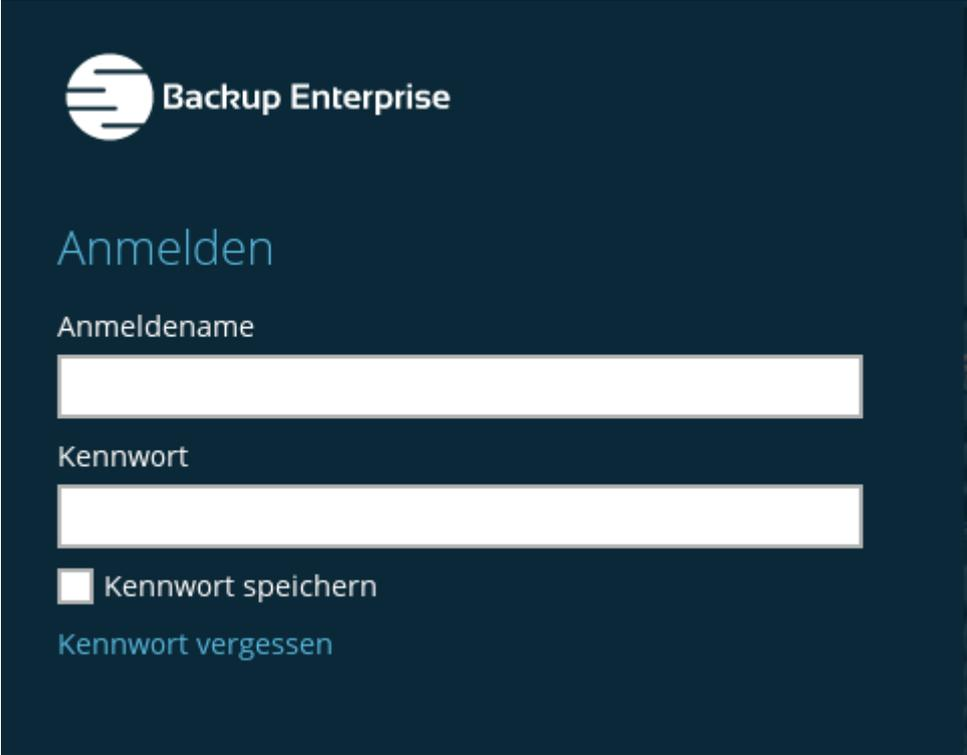 Backup Enterprise
Anmelden
Anmeldename
Kennwort
Kennwort speichern
Kennwort vergessen